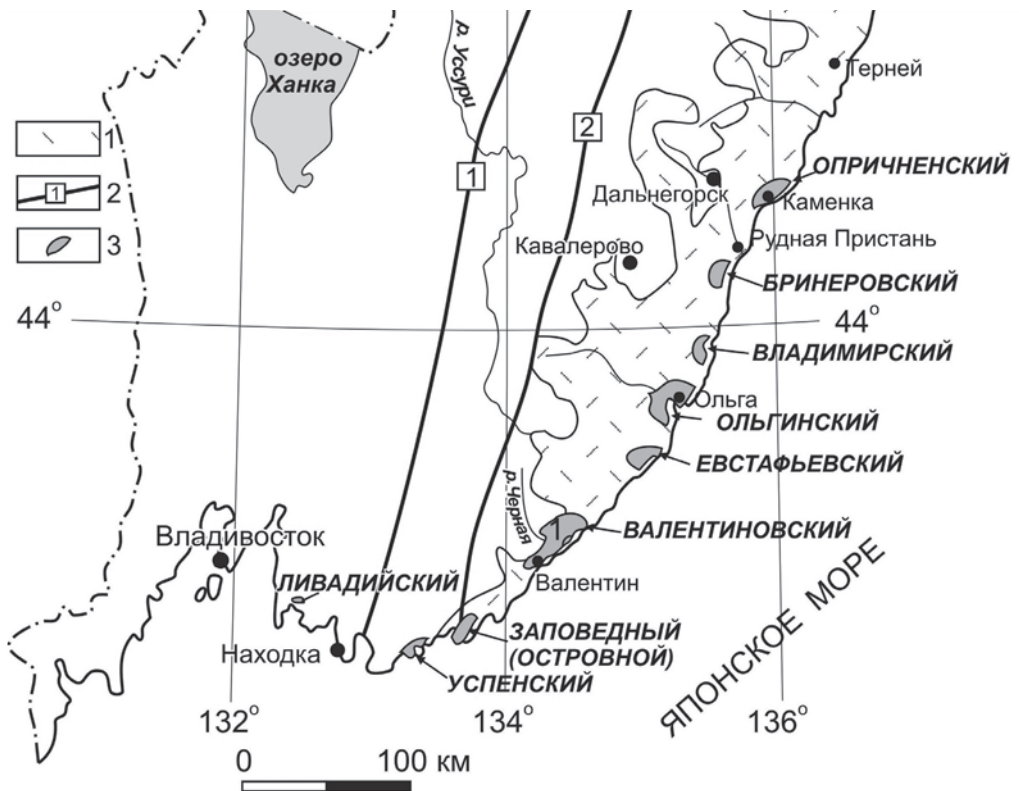 озеро
Ханка
р. Уссури
Терней
1
2
3
1
2
1
ОПРИЧНЕНСКИЙ
Дальнегорск
Каменка
Рудная Пристань
Кавалерово
БРИНЕРОВСКИЙ
44°
44°
ВЛАДИМИРСКИЙ
Ольга
ОЛЬГИНСКИЙ
ЕВСТАФЬЕВСКИЙ
р. Черная
1
ВАЛЕНТИНОВСКИЙ
Владивосток
Валентин
ЛИВАДИЙСКИЙ
ЗАПОВЕДНЫЙ
(ОСТРОВНОЙ)
Находка
УСПЕНСКИЙ
ЯПОНСКОЕ МОРЕ
132°
134°
136°
0 100 км